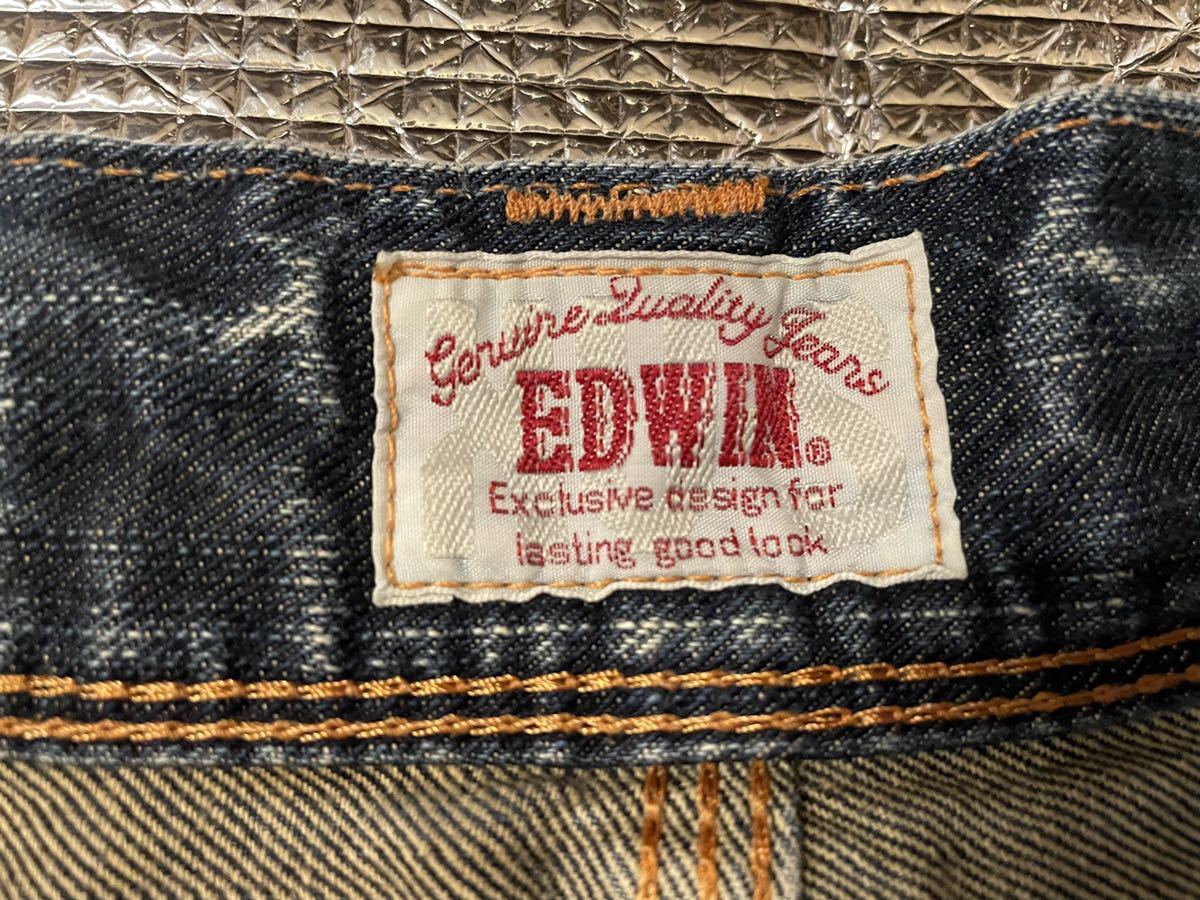 Genuine Quality Jeans
EDWIN®
Exclusive design for
lasting good look